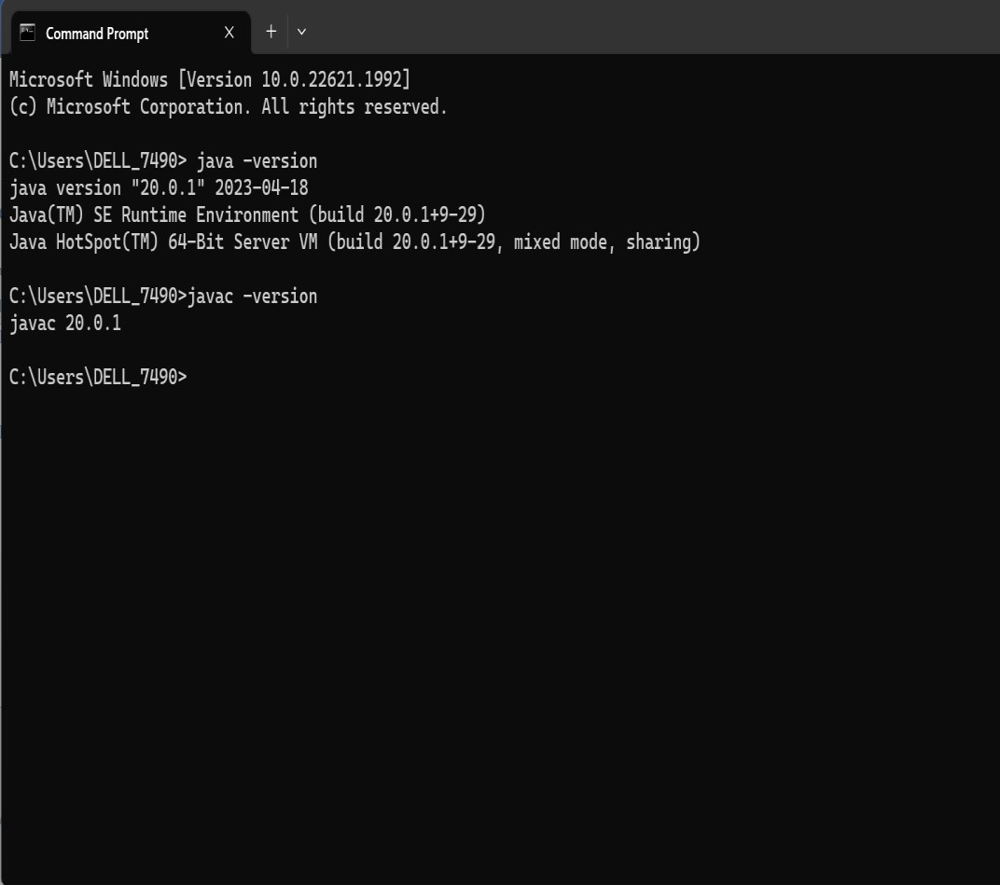 Command Prompt
Microsoft Windows [Version 10.0.22621.1992]
(c) Microsoft Corporation. All rights reserved.
C:\Users\DELL_7490> java -version
java version "20.0.1" 2023-04-18
Java(TM) SE Runtime Environment (build 20.0.1+9-29)
Java HotSpot(TM) 64-Bit Server VM (build 20.0.1+9-29, mixed mode, sharing)
C:\Users\DELL_7490>javac -version
javac 20.0.1
C:\Users\DELL_7490>